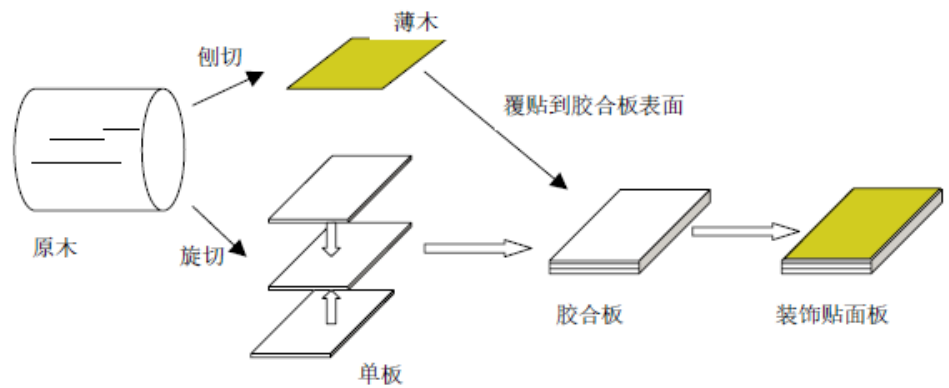 薄木
刨切
覆贴到胶合板表面
原木
旋切
单板
胶合板
装饰贴面板